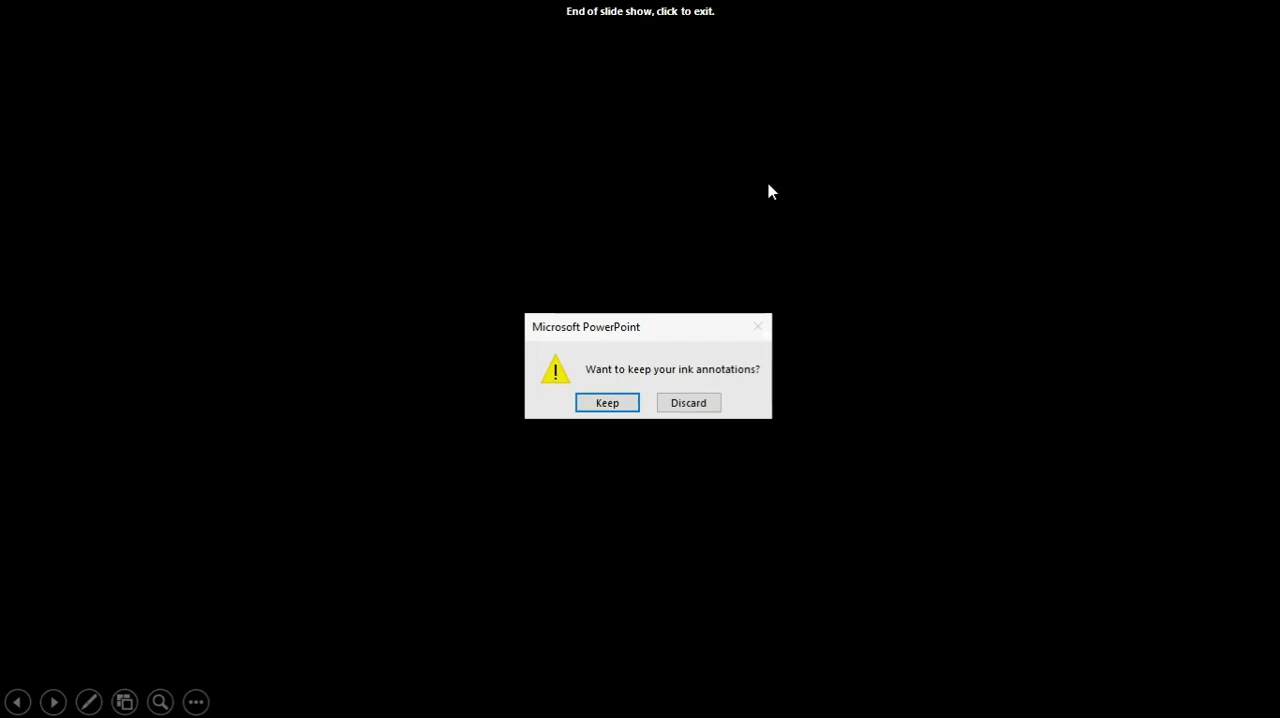 End of slide show, click to exit.
Microsoft PowerPoint
Want to keep your ink annotations?
Keep
Discard